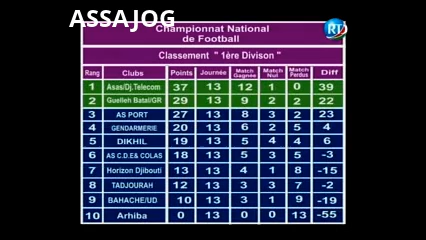 ASSAJOG
Championnat National
de Football
RTD
Classement " 1ère Divison "
Rang Clubs Points Journée Match Gagnée Match Nul Match Perdus Diff
1 Asas/Dj.Telecom 37 13 12 1 0 39
2 Guelleh Batal/GR 29 13 9 2 2 22
3 AS PORT 27 13 8 3 2 23
4 GENDARMERIE 20 13 6 2 5 4
5 DIKHIL 19 13 5 4 4 6
6 AS C.D.E& COLAS 18 13 5 3 5 -3
7 Horizon Djibouti 13 13 4 1 8 -15
8 TADJOURAH 12 13 3 3 7 -2
9 BAHACHE/UD 10 13 3 1 9 -19
10 Arhiba 0 13 0 0 13 -55